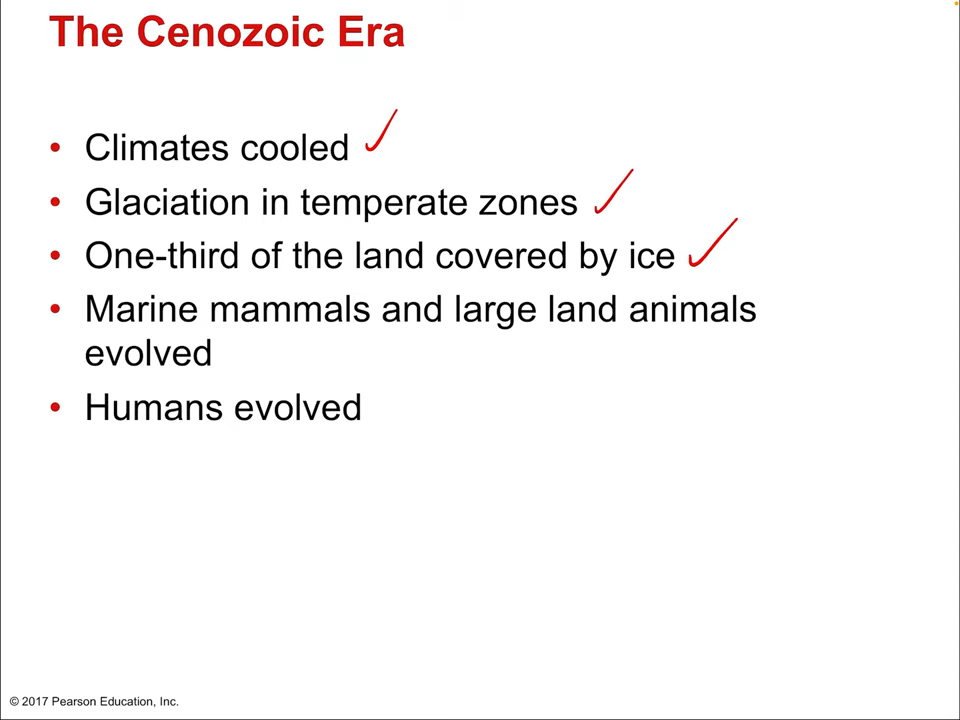 The Cenozoic Era
• Climates cooled ✓
• Glaciation in temperate zones ✓
• One-third of the land covered by ice ✓
• Marine mammals and large land animals
evolved
• Humans evolved
© 2017 Pearson Education, Inc.